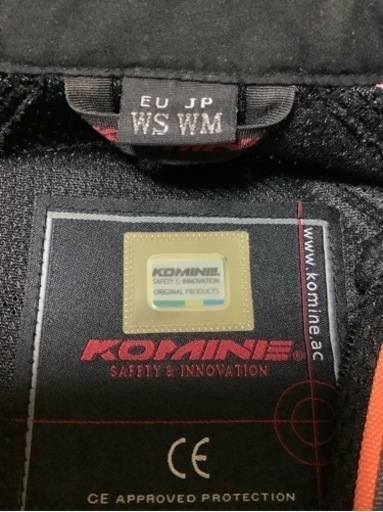 EU JP
WS WM
KOMINE
SAFETY & INNOVATION
ORIGINAL PRODUCTS
KOMINE®
SAFETY & INNOVATION
www.komine.ac
CE
CE APPROVED PROTECTION